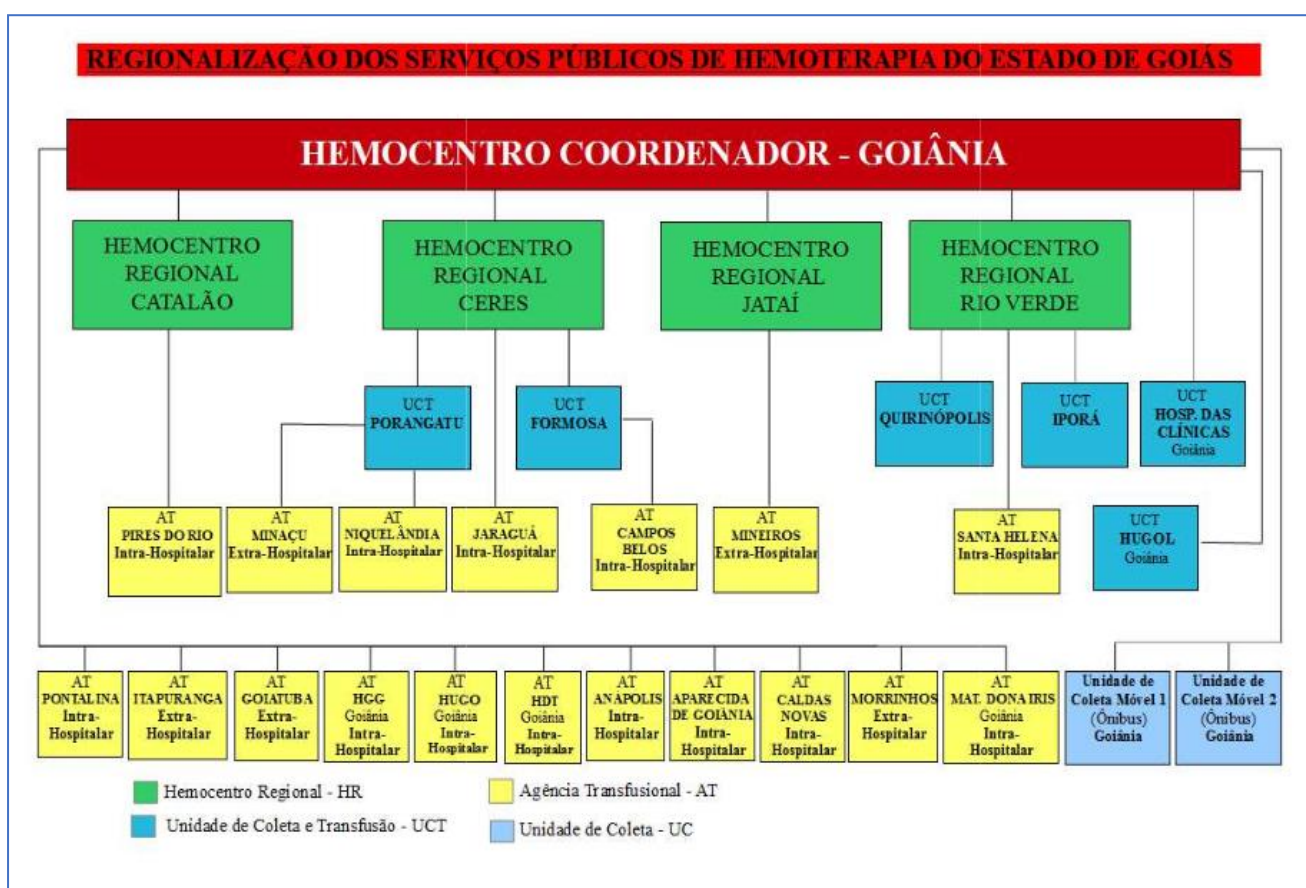 REGIONALIZAÇÃO DOS SERVIÇOS PÚBLICOS DE HEMOTERAPIA DO ESTADO DE GOIÁS
HEMOCENTRO COORDENADOR - GOIÂNIA
HEMOCENTRO
REGIONAL
CATALÃO
HEMOCENTRO
REGIONAL
CERES
HEMOCENTRO
REGIONAL
JATAÍ
HEMOCENTRO
REGIONAL
RIO VERDE
UCT
PORANGATU
UCT
FORMOSA
UCT
QUIRINÓPOLIS
UCT
IPORÁ
UCT
HOSP. DAS
CLÍNICAS
Goiânia
AT
PIRES DO RIO
Intra-Hospitalar
AT
MINAÇU
Extra-Hospitalar
AT
NIQUELÂNDIA
Intra-Hospitalar
AT
JARAGUÁ
Intra-Hospitalar
AT
CAMPOS
BELOS
Intra-Hospitalar
AT
MINEIROS
Extra-Hospitalar
AT
SANTA HELENA
Intra-Hospitalar
UCT
HUGOL
Goiânia
AT
PONTALINA
Intra-
Hospitalar
AT
ITAPURANGA
Extra-
Hospitalar
AT
GOIATUBA
Extra-
Hospitalar
AT
HGG
Goiânia
Intra-
Hospitalar
AT
HUGO
Goiânia
Intra-
Hospitalar
AT
HDT
Goiânia
Intra-
Hospitalar
AT
ANÁPOLIS
Intra-
Hospitalar
AT
APARECIDA
DE GOIÂNIA
Intra-
Hospitalar
AT
CALDAS
NOVAS
Intra-
Hospitalar
AT
MORRINHOS
Extra-
Hospitalar
AT
MAT. DONA IRIS
Goiânia
Intra-
Hospitalar
Unidade de
Coleta Móvel 1
(Ônibus)
Goiânia
Unidade de
Coleta Móvel 2
(Ônibus)
Goiânia
Hemocentro Regional - HR
Agência Transfusional - AT
Unidade de Coleta e Transfusão - UCT
Unidade de Coleta - UC